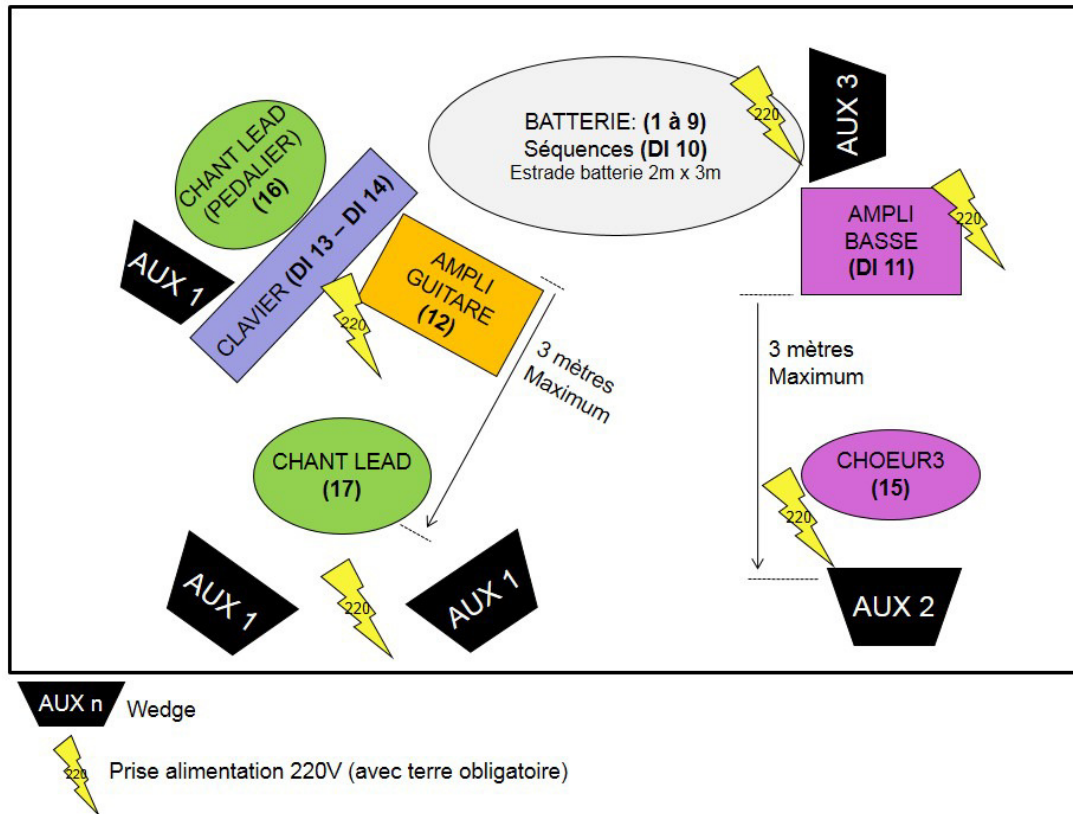 BATTERIE: (1 à 9)
Séquences (DI 10)
Estrade batterie 2m x 3m
220
AUX 3
CHANT LEAD
(PEDALIER)
(16)
AUX 1
CLAVIER (DI 13 – DI 14)
220
AMPLI
GUITARE
(12)
AMPLI
BASSE
(DI 11)
220
3 mètres
Maximum
3 mètres
Maximum
CHANT LEAD
(17)
CHOEUR3
(15)
220
AUX 1
220
AUX 1
AUX 2
AUX n
Wedge
220
Prise alimentation 220V (avec terre obligatoire)